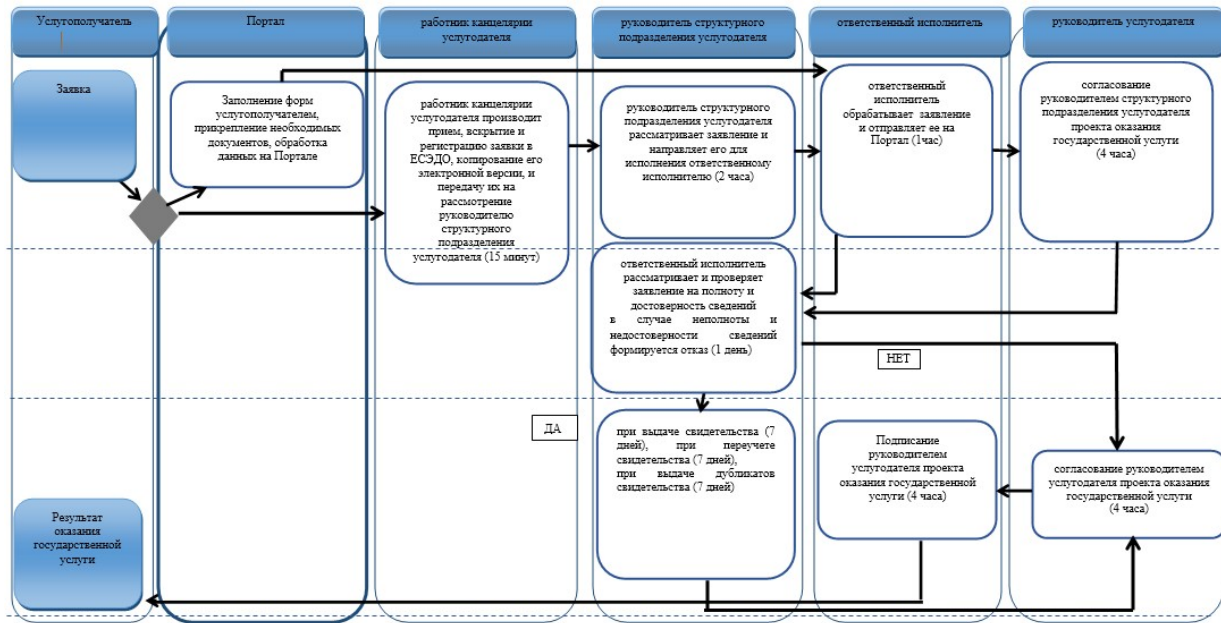 Услугополучатель
Портал
работник канцелярии
услугодателя
руководитель структурного
подразделения услугодателя
ответственный исполнитель
руководитель услугодателя
Заявка
Заполнение форм
услугополучателем,
прикрепление необходимых
документов, обработка
данных на Портале
работник канцелярии
услугодателя производит
прием, вскрытие и
регистрацию заявки в
ЕСЭДО, копирование его
электронной версии, и
передачу их на
рассмотрение
руководителю
структурного
подразделения
услугодателя (15 минут)
руководитель структурного
подразделения услугодателя
рассматривает заявление и
направляет его для
исполнения ответственному
исполнителю (2 часа)
ответственный
исполнитель
обрабатывает заявление
и отправляет ее на
Портал (1час)
согласование
руководителем структурного
подразделения услугодателя
проекта оказания
государственной услуги
(4 часа)
ответственный исполнитель
рассматривает и проверяет
заявление на полноту и
достоверность сведений
в случае неполноты и
недостоверности сведений
формируется отказ (1 день)
НЕТ
ДА
при выдаче свидетельства (7
дней), при переучете
свидетельства (7 дней),
при выдаче дубликатов
свидетельства (7 дней)
Подписание
руководителем
услугодателя проекта
оказания государственной
услуги (4 часа)
согласование руководителем
услугодателя проекта оказания
государственной услуги
(4 часа)
Результат
оказания
государственной
услуги